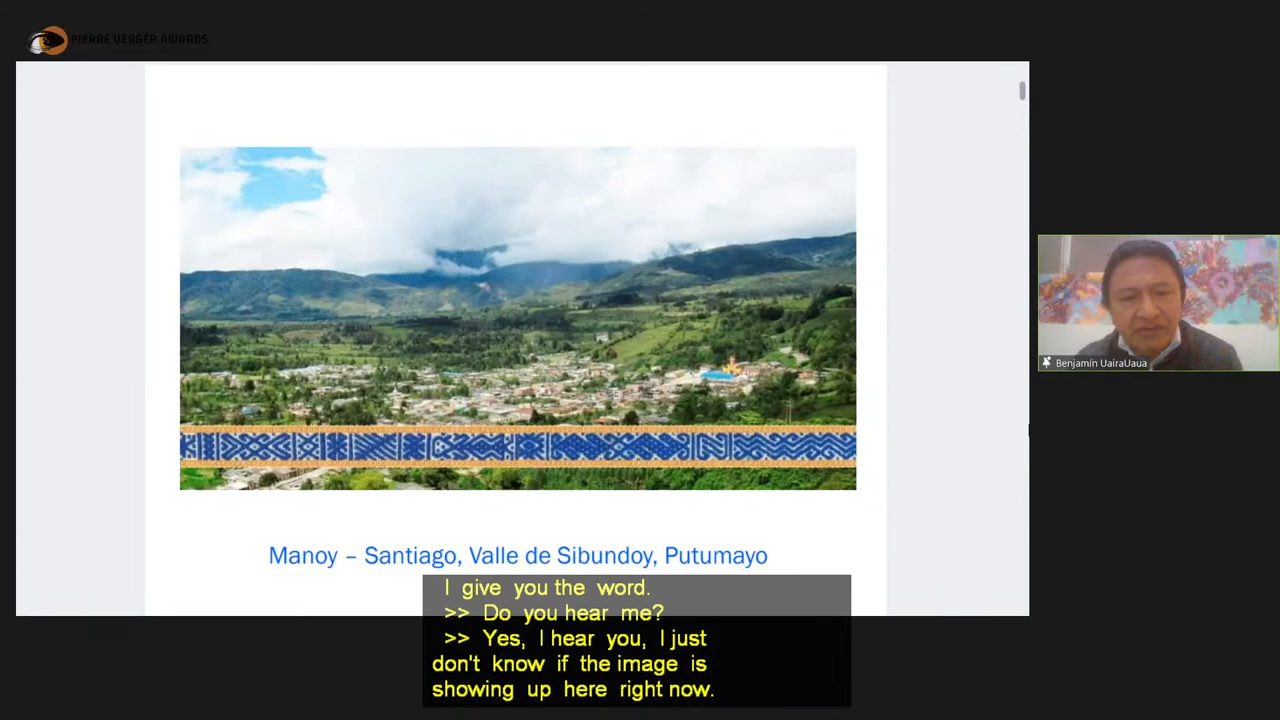 PIERRE VERGER AWARDS
Benjamín UairaUaua
Manoy – Santiago, Valle de Sibundoy, Putumayo
I give you the word.
>> Do you hear me?
>> Yes, I hear you, I just
don't know if the image is
showing up here right now.